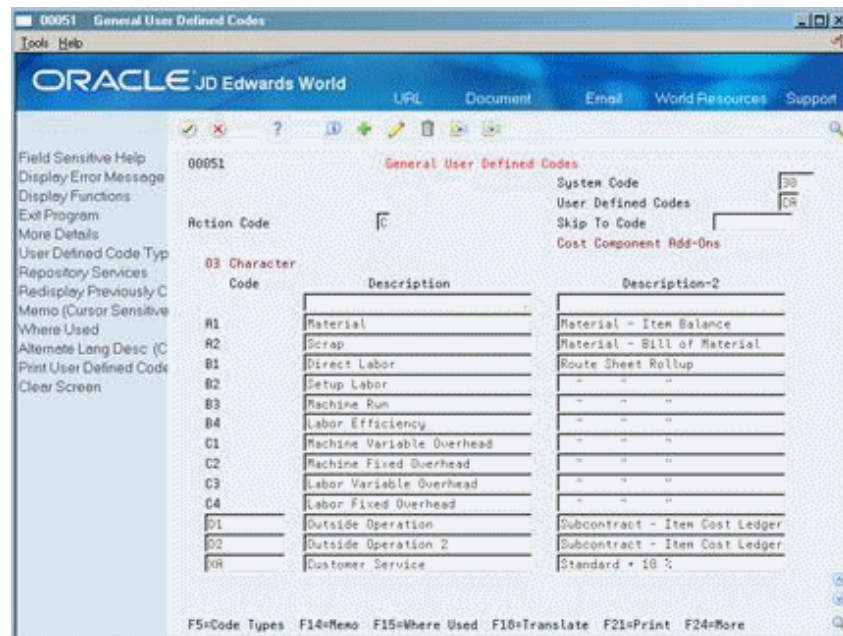 00051 General User Defined Codes
Tools Help
ORACLE JD Edwards World
URL Document Email World Resources Support
Field Sensitive Help
Display Error Message
Display Functions
Exit Program
More Details
User Defined Code Typ
Repository Services
Redisplay Previously C
Memo (Cursor Sensitive
Where Used
Alternate Lang Desc (C
Print User Defined Code
Clear Screen
00051 General User Defined Codes
System Code 30
User Defined Codes CA
Action Code C Skip To Code
Cost Component Add-Ons
03 Character
Code Description Description-2
A1 Material Material - Item Balance
A2 Scrap Material - Bill of Material
B1 Direct Labor Route Sheet Rollup
B2 Setup Labor " " "
B3 Machine Run " " "
B4 Labor Efficiency " " "
C1 Machine Variable Overhead " " "
C2 Machine Fixed Overhead " " "
C3 Labor Variable Overhead " " "
C4 Labor Fixed Overhead " " "
D1 Outside Operation Subcontract - Item Cost Ledger
D2 Outside Operation 2 Subcontract - Item Cost Ledger
XA Customer Service Standard + 10 %
F5=Code Types F14=Memo F15=Where Used F18=Translate F21=Print F24=More